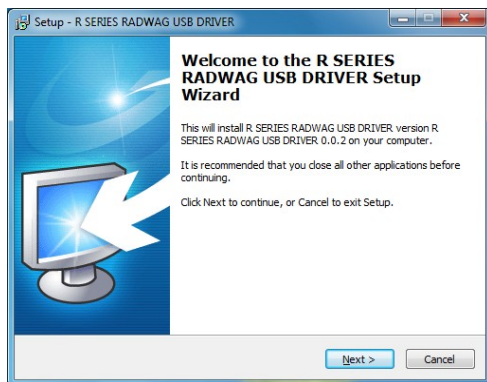 Setup - R SERIES RADWAG USB DRIVER
Welcome to the R SERIES
RADWAG USB DRIVER Setup
Wizard
This will install R SERIES RADWAG USB DRIVER version R
SERIES RADWAG USB DRIVER 0.0.2 on your computer.
It is recommended that you close all other applications before
continuing.
Click Next to continue, or Cancel to exit Setup.
Next >
Cancel